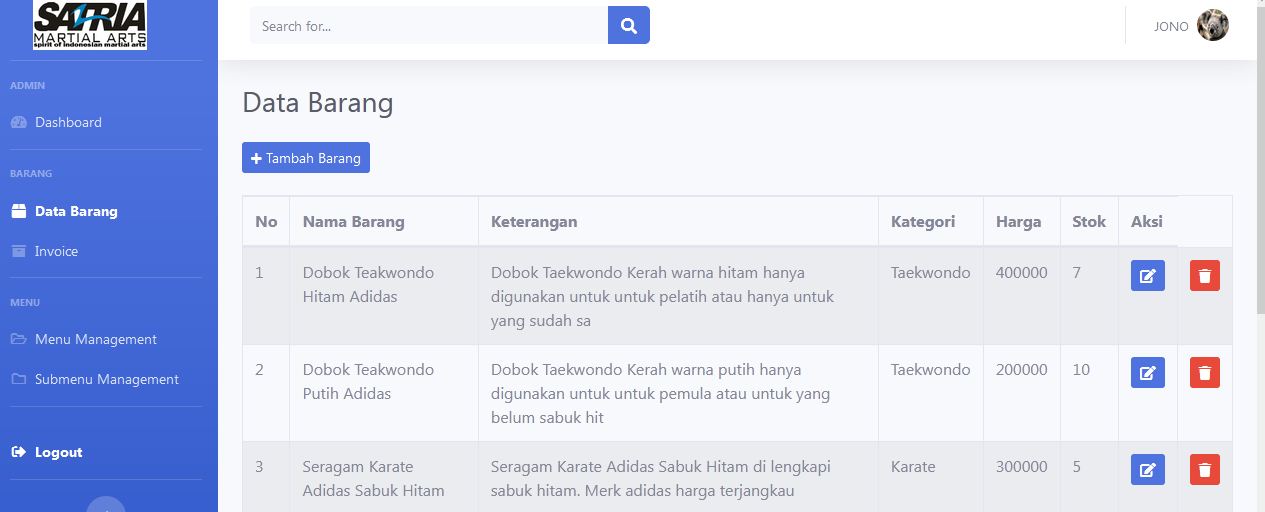 SATRIA
MARTIAL ARTS
spirit of indonesian martial arts
Search for...
JONO
ADMIN
Dashboard
BARANG
Data Barang
Invoice
MENU
Menu Management
Submenu Management
Logout
Data Barang
+ Tambah Barang
No Nama Barang Keterangan Kategori Harga Stok Aksi
1 Dobok Teakwondo Dobok Taekwondo Kerah warna hitam hanya Taekwondo 400000 7
Hitam Adidas digunakan untuk untuk pelatih atau hanya untuk
yang sudah sa
2 Dobok Teakwondo Dobok Taekwondo Kerah warna putih hanya Taekwondo 200000 10
Putih Adidas digunakan untuk untuk pemula atau untuk yang
belum sabuk hit
3 Seragam Karate Seragam Karate Adidas Sabuk Hitam di lengkapi Karate 300000 5
Adidas Sabuk Hitam sabuk hitam. Merk adidas harga terjangkau